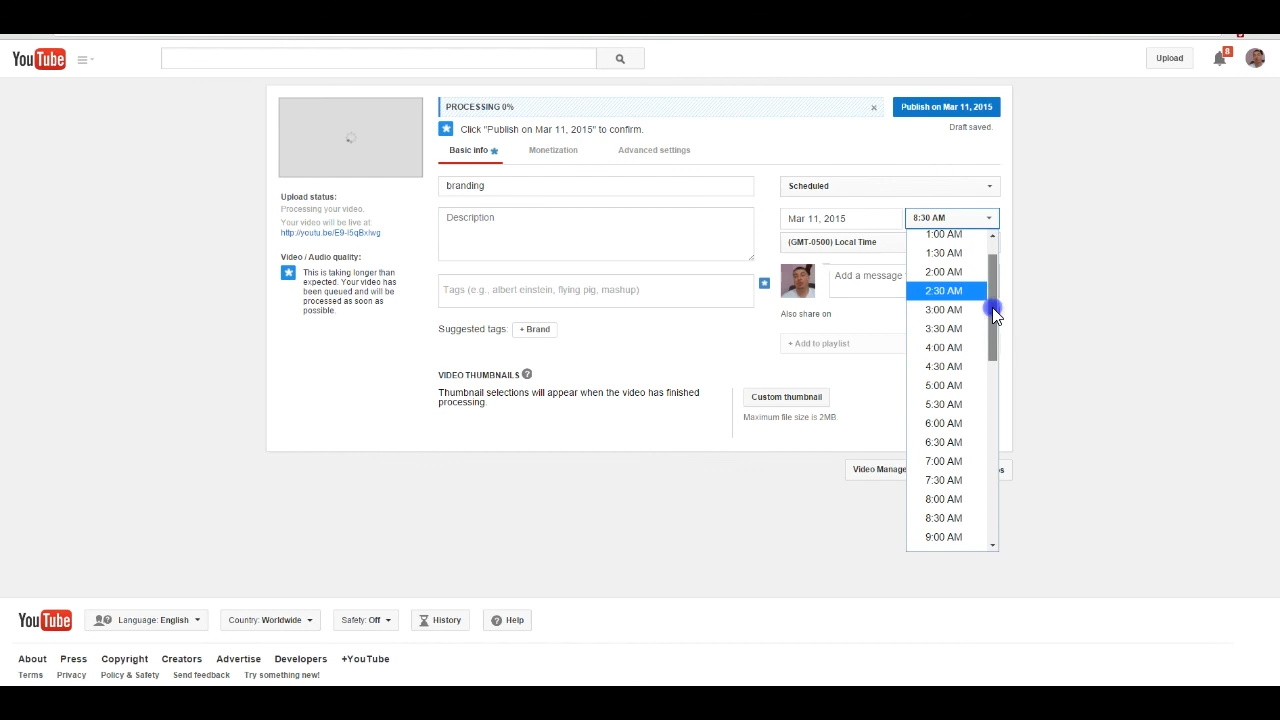 YouTube
Upload
8
PROCESSING 0%
Publish on Mar 11, 2015
Click "Publish on Mar 11, 2015" to confirm.
Draft saved.
Basic info
Monetization
Advanced settings
Upload status:
Processing your video.
Your video will be live at:
http://youtu.be/E9-I5qBxIwg
Video / Audio quality:
This is taking longer than
expected. Your video has
been queued and will be
processed as soon as
possible.
branding
Description
Tags (e.g., albert einstein, flying pig, mashup)
Suggested tags: + Brand
VIDEO THUMBNAILS ?
Thumbnail selections will appear when the video has finished
processing.
Custom thumbnail
Maximum file size is 2MB.
Scheduled
Mar 11, 2015
8:30 AM
(GMT-0500) Local Time
Add a message
Also share on
+ Add to playlist
1:00 AM
1:30 AM
2:00 AM
2:30 AM
3:00 AM
3:30 AM
4:00 AM
4:30 AM
5:00 AM
5:30 AM
6:00 AM
6:30 AM
7:00 AM
7:30 AM
8:00 AM
8:30 AM
9:00 AM
Video Manage
YouTube
Language: English
Country: Worldwide
Safety: Off
History
Help
About Press Copyright Creators Advertise Developers +YouTube
Terms Privacy Policy & Safety Send feedback Try something new!